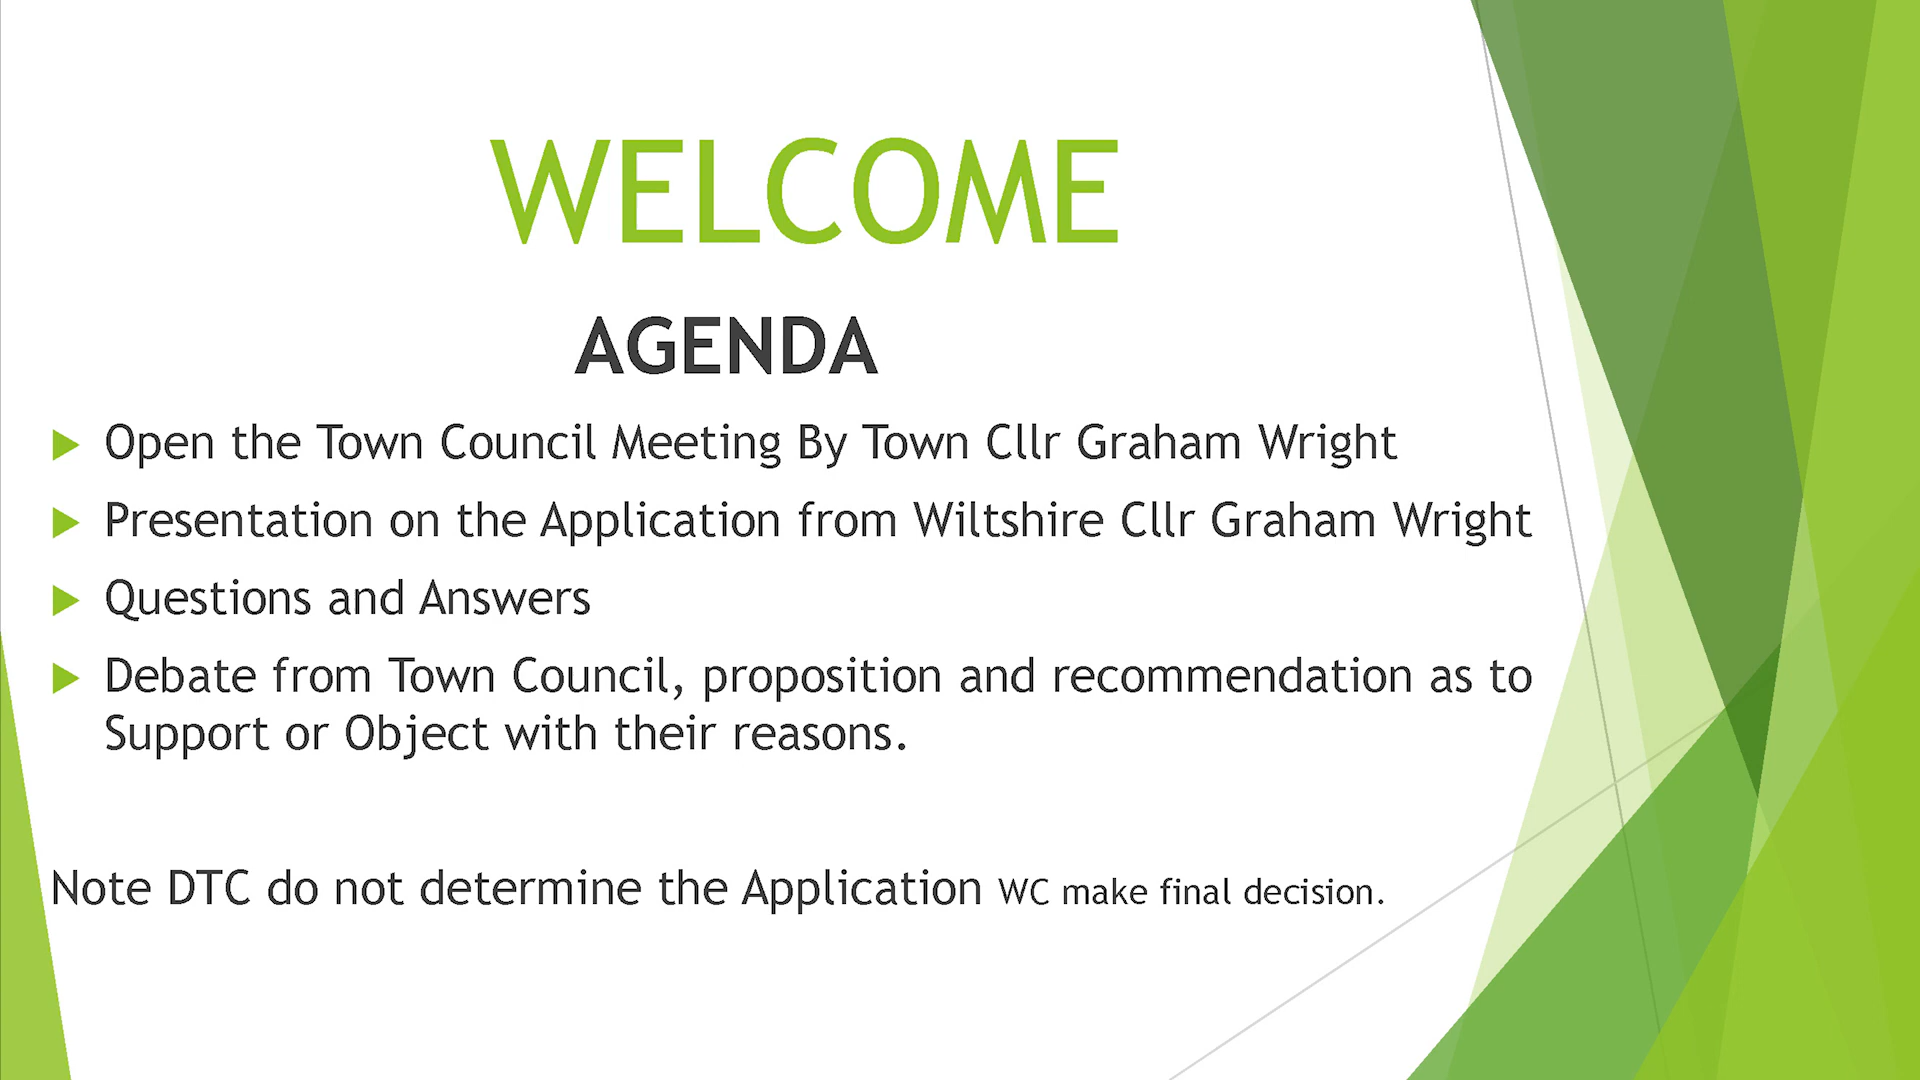 WELCOME
AGENDA
Open the Town Council Meeting By Town Cllr Graham Wright
Presentation on the Application from Wiltshire Cllr Graham Wright
Questions and Answers
Debate from Town Council, proposition and recommendation as to
Support or Object with their reasons.
Note DTC do not determine the Application WC make final decision.